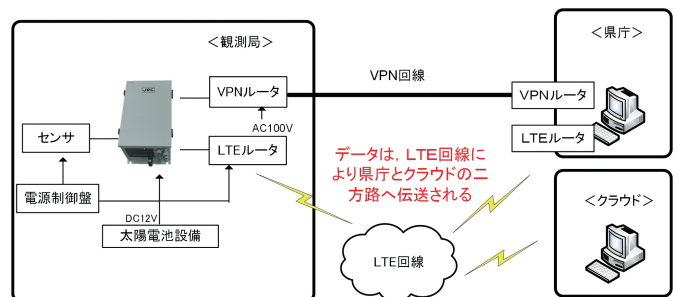 ＜観測局＞
＜県庁＞
JRC
VPNルータ
VPN回線
VPNルータ
AC100V
センサ
LTEルータ
LTEルータ
データは，LTE回線に
より県庁とクラウドの二
方路へ伝送される
電源制御盤
＜クラウド＞
DC12V
太陽電池設備
LTE回線